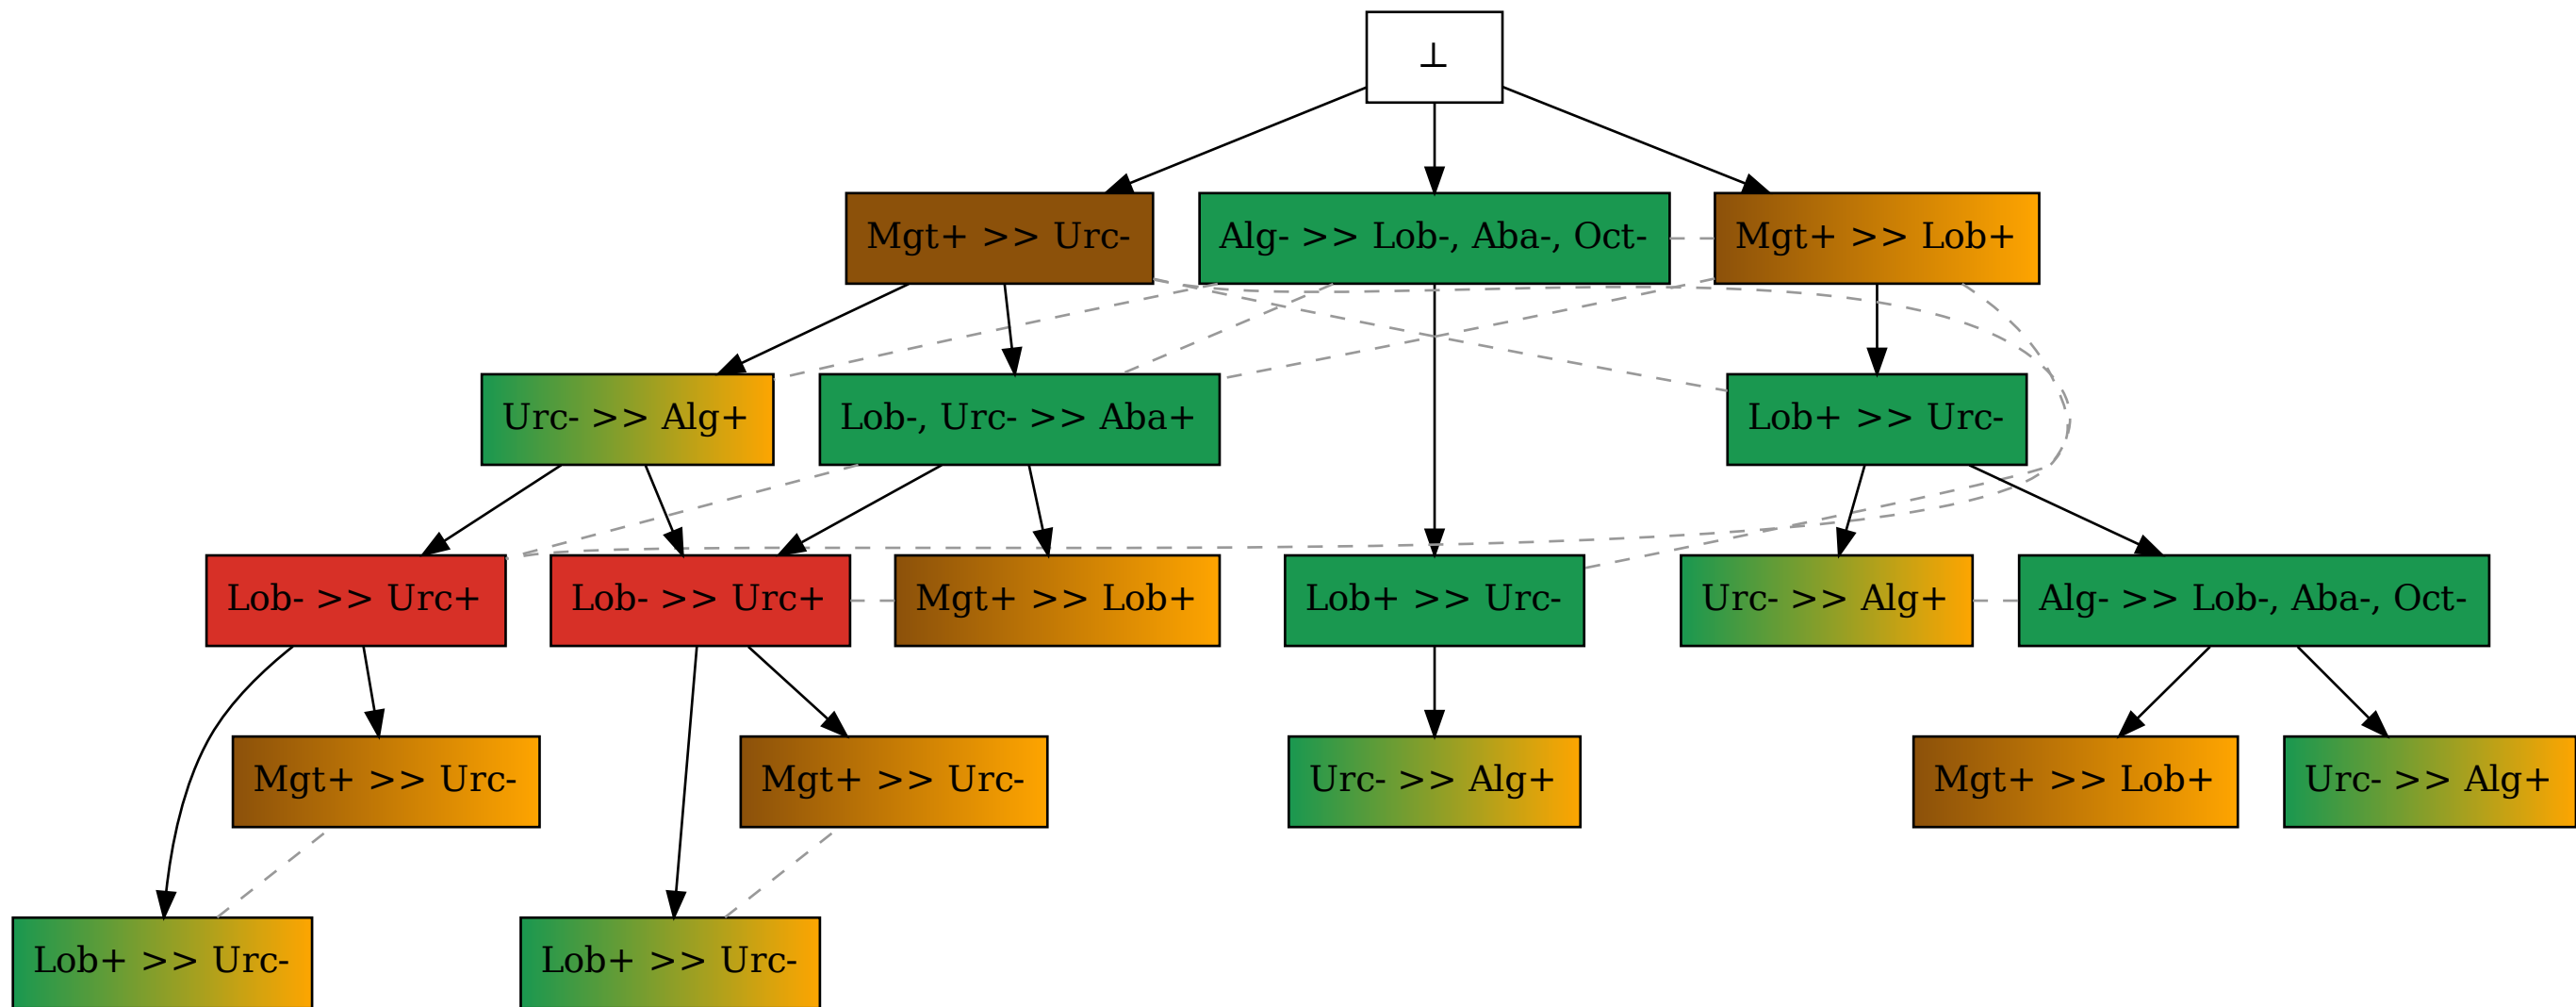 ⊥
Mgt+ >> Urc-
Alg- >> Lob-, Aba-, Oct-
Mgt+ >> Lob+
Urc- >> Alg+
Lob-, Urc- >> Aba+
Lob+ >> Urc-
Lob- >> Urc+
Lob- >> Urc+
Mgt+ >> Lob+
Lob+ >> Urc-
Urc- >> Alg+
Alg- >> Lob-, Aba-, Oct-
Mgt+ >> Urc-
Mgt+ >> Urc-
Urc- >> Alg+
Mgt+ >> Lob+
Urc- >> Alg+
Lob+ >> Urc-
Lob+ >> Urc-